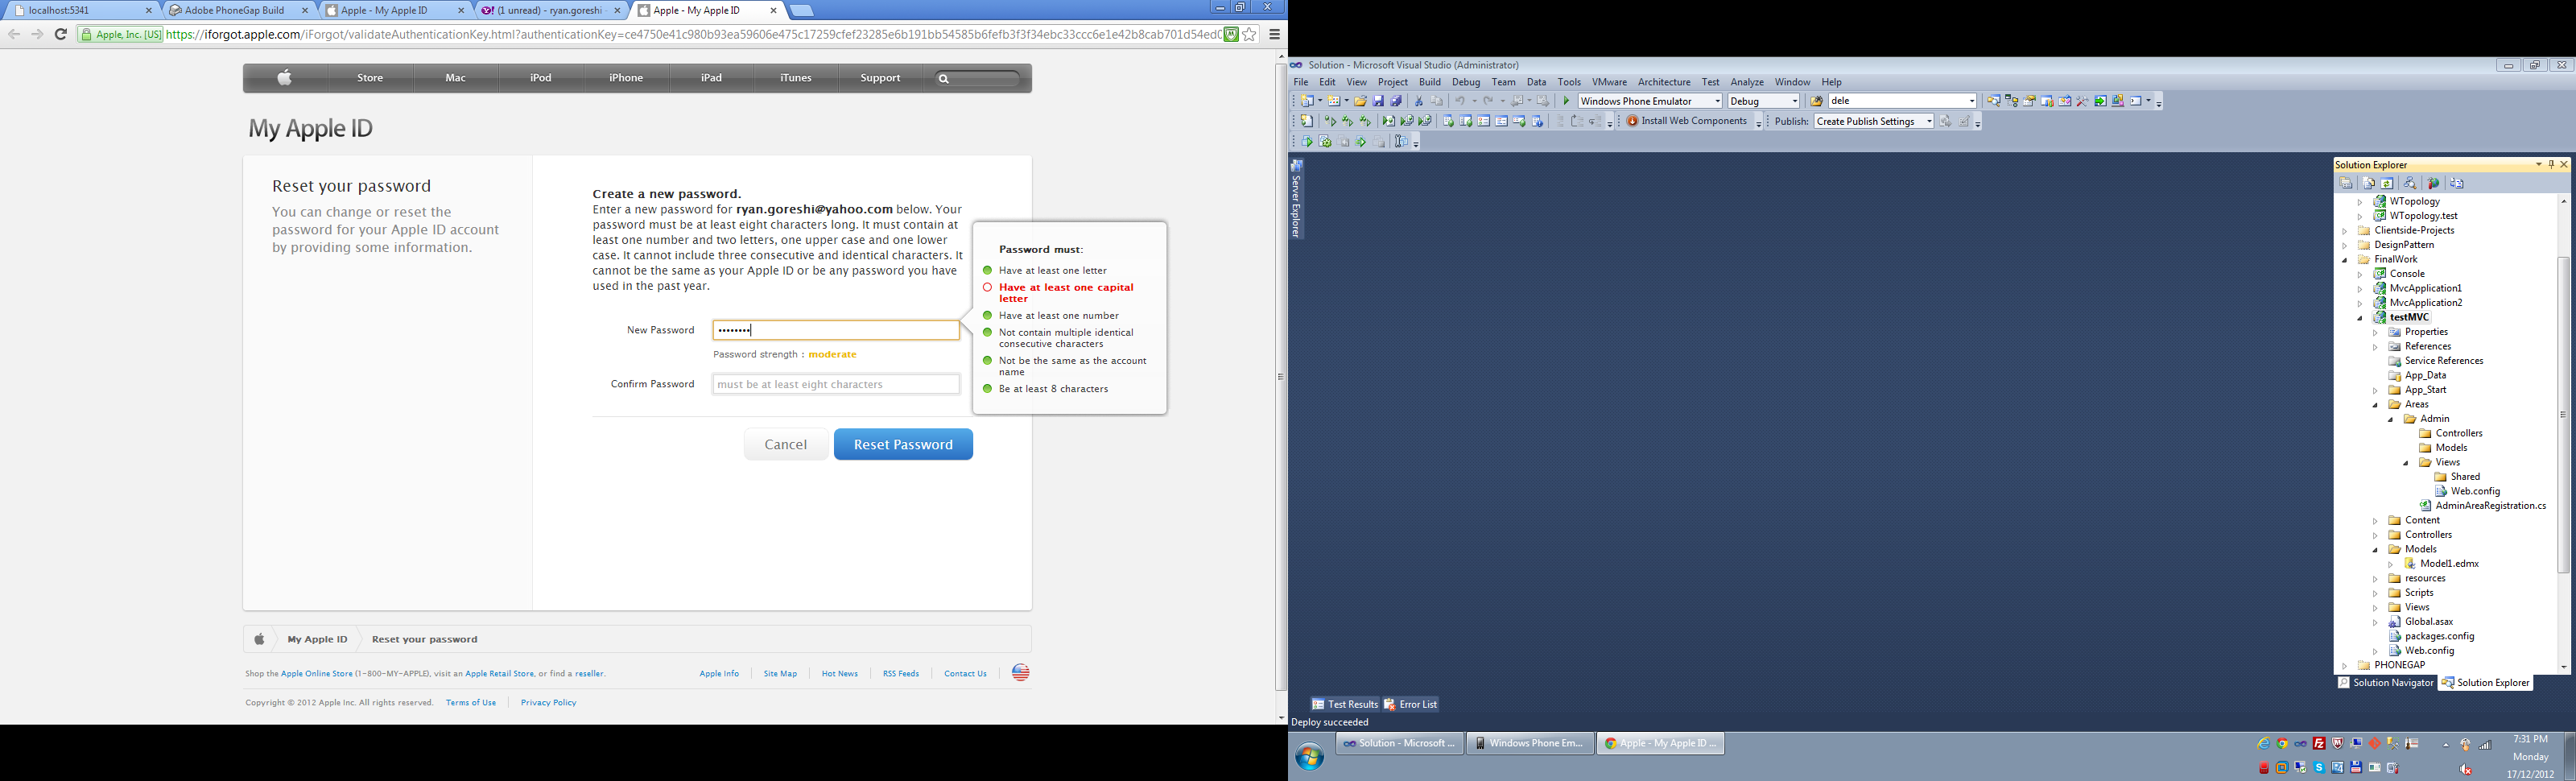 localhost:5341
Adobe PhoneGap Build
Apple - My Apple ID
(1 unread) - ryan.goreshi -
Apple - My Apple ID
Apple, Inc. [US]
Store
Mac
iPod
iPhone
iPad
iTunes
Support
My Apple ID
Reset your password
You can change or reset the
password for your Apple ID account
by providing some information.
Create a new password.
Enter a new password for ryan.goreshi@yahoo.com below. Your
password must be at least eight characters long. It must contain at
least one number and two letters, one upper case and one lower
case. It cannot include three consecutive and identical characters. It
cannot be the same as your Apple ID or be any password you have
used in the past year.
New Password
Password strength : moderate
Confirm Password
must be at least eight characters
Cancel
Reset Password
Password must:
Have at least one letter
Have at least one capital
letter
Have at least one number
Not contain multiple identical
consecutive characters
Not be the same as the account
name
Be at least 8 characters
My Apple ID
Reset your password
Shop the Apple Online Store (1-800-MY-APPLE), visit an Apple Retail Store, or find a reseller.
Apple Info
Site Map
Hot News
RSS Feeds
Contact Us
Copyright © 2012 Apple Inc. All rights reserved.
Terms of Use
Privacy Policy
Solution - Microsoft Visual Studio (Administrator)
File Edit View Project Build Debug Team Data Tools VMware Architecture Test Analyze Window Help
Windows Phone Emulator
Debug
dele
Install Web Components
Publish:
Create Publish Settings
Server Explorer
Solution Explorer
WTopology
WTopology.test
Clientside-Projects
DesignPattern
FinalWork
Console
MvcApplication1
MvcApplication2
testMVC
Properties
References
Service References
App_Data
App_Start
Areas
Admin
Controllers
Models
Views
Shared
Web.config
AdminAreaRegistration.cs
Content
Controllers
Models
Model1.edmx
resources
Scripts
Views
Global.asax
packages.config
Web.config
PHONEGAP
Solution Navigator
Solution Explorer
Test Results
Error List
Deploy succeeded
Solution - Microsoft ...
Windows Phone Em...
Apple - My Apple ID ...
7:31 PM
Monday
17/12/2012